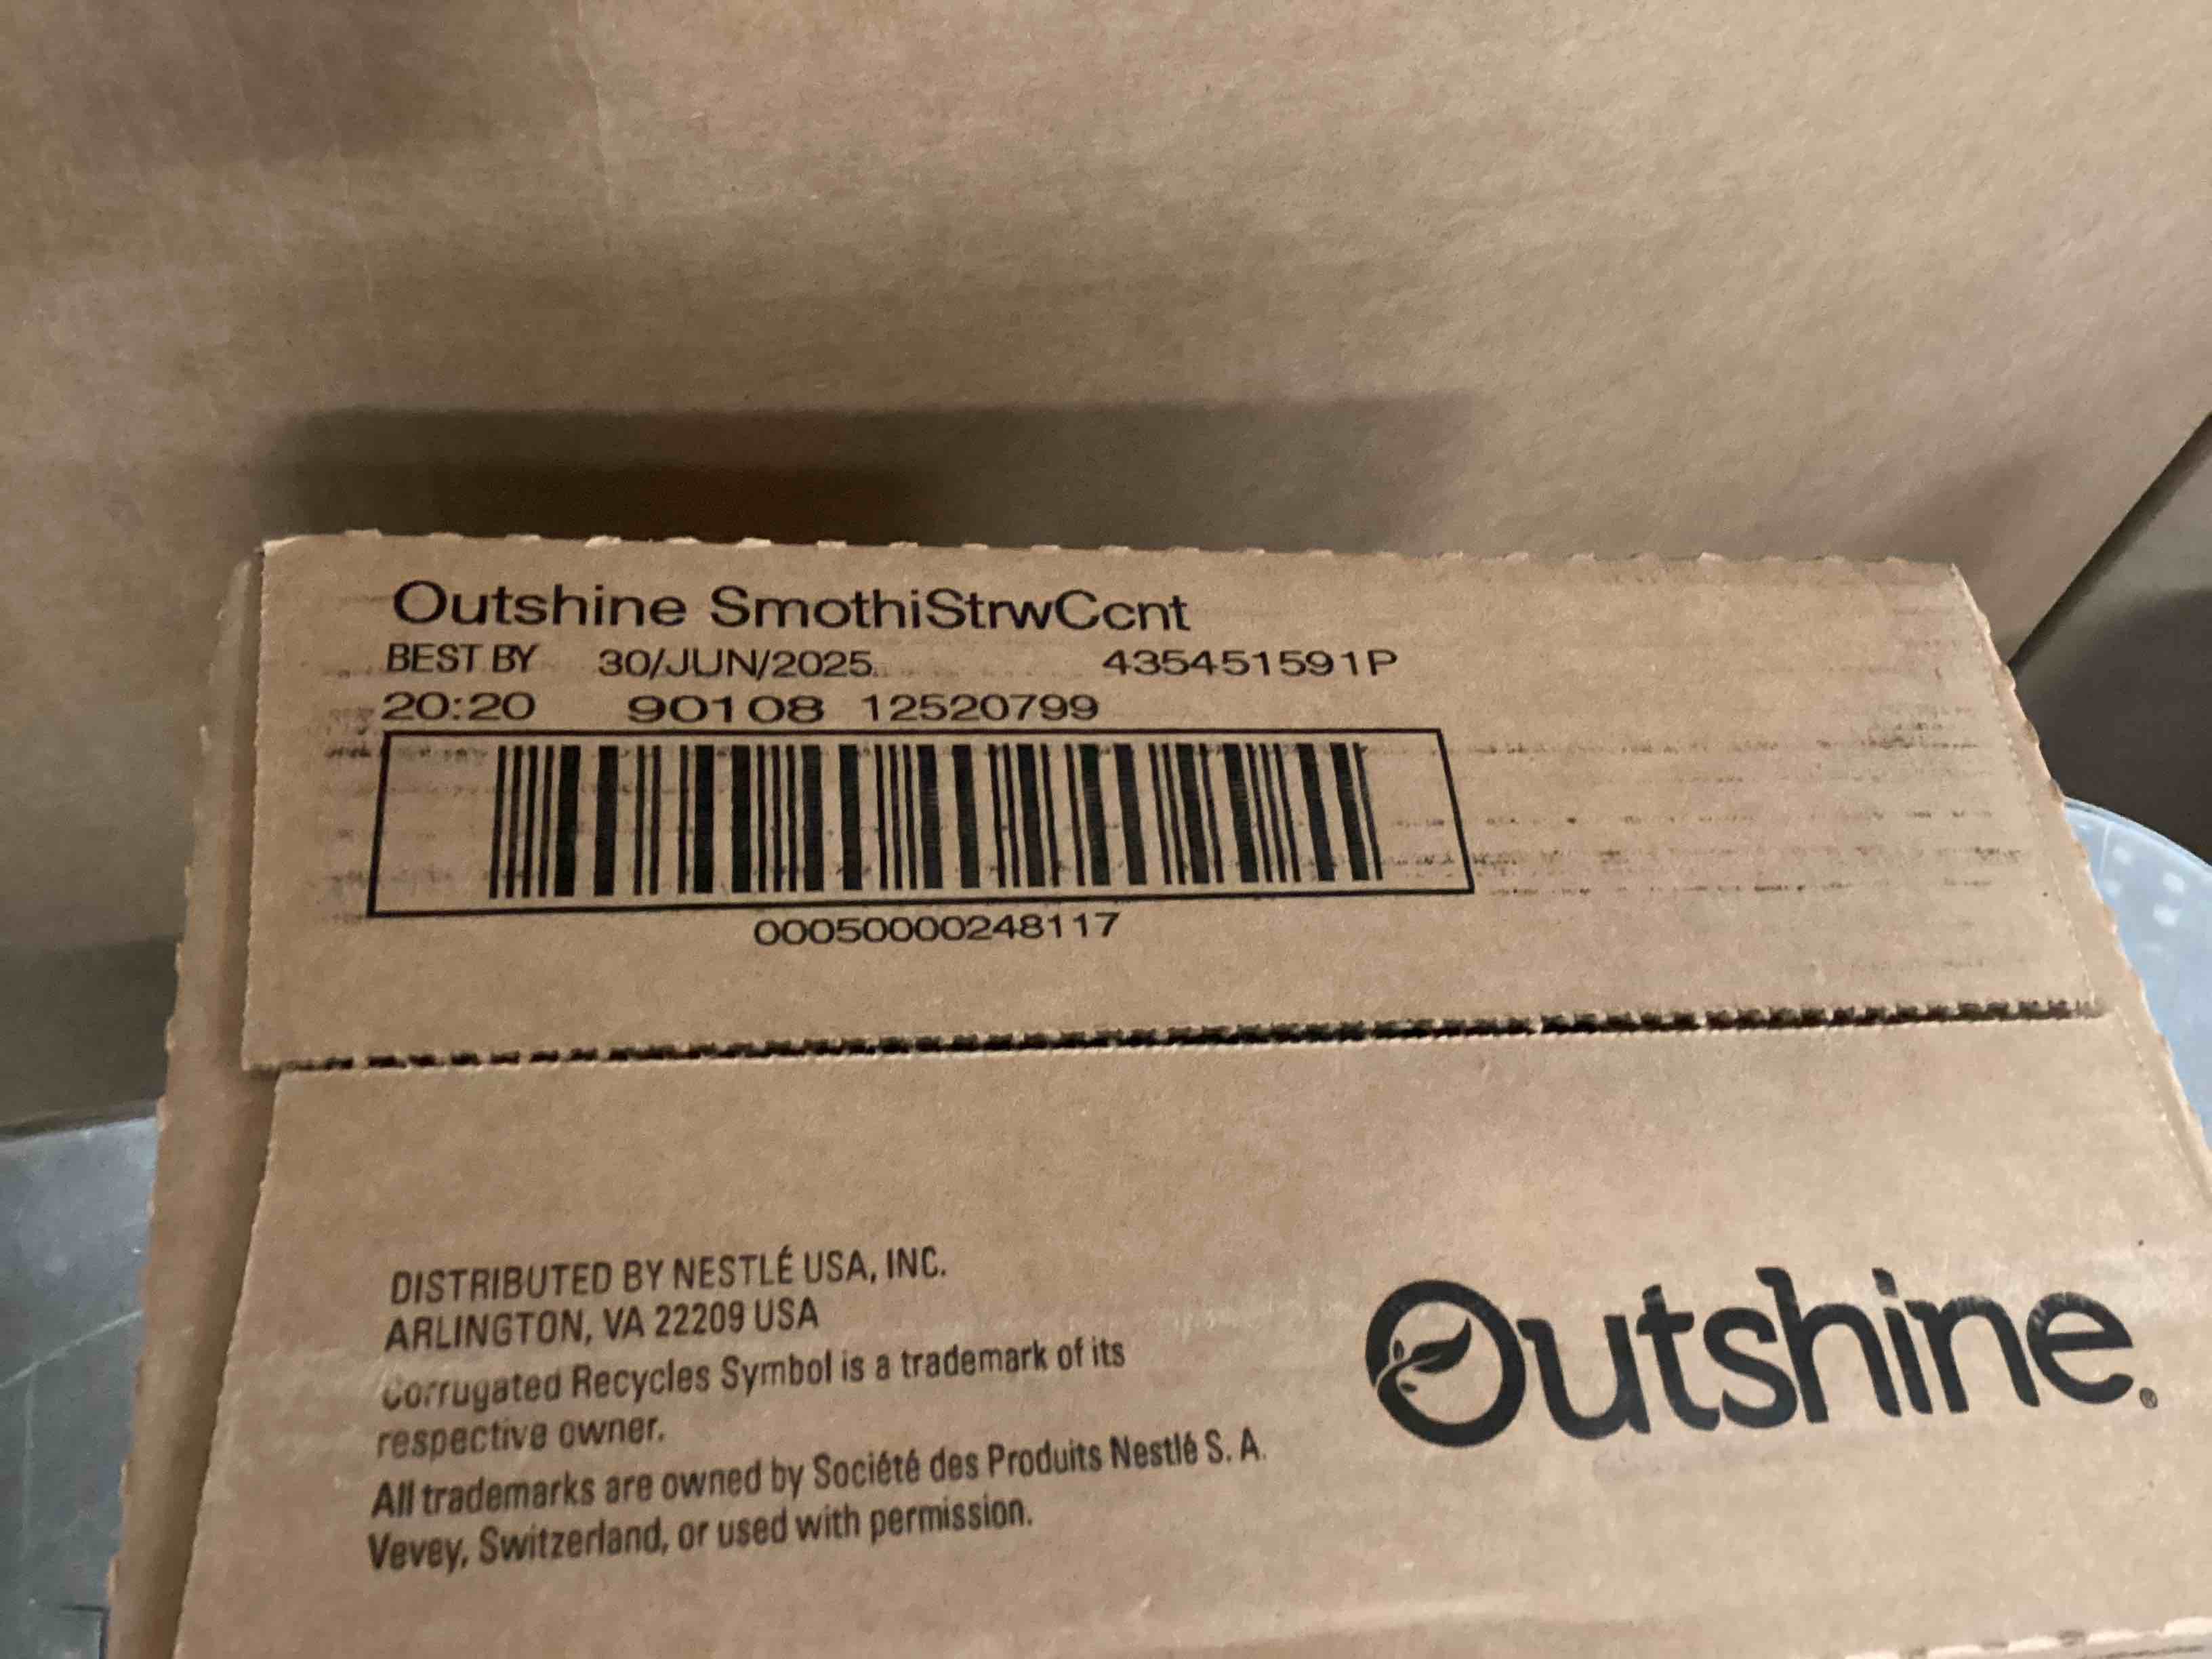 Outshine SmothiStrwCcnt
BEST BY 30/JUN/2025 435451591P
20:20 90108 12520799
00050000248117
DISTRIBUTED BY NESTLÉ USA, INC.
ARLINGTON, VA 22209 USA
Corrugated Recycles Symbol is a trademark of its
respective owner.
All trademarks are owned by Société des Produits Nestlé S. A.
Vevey, Switzerland, or used with permission.
Outshine®